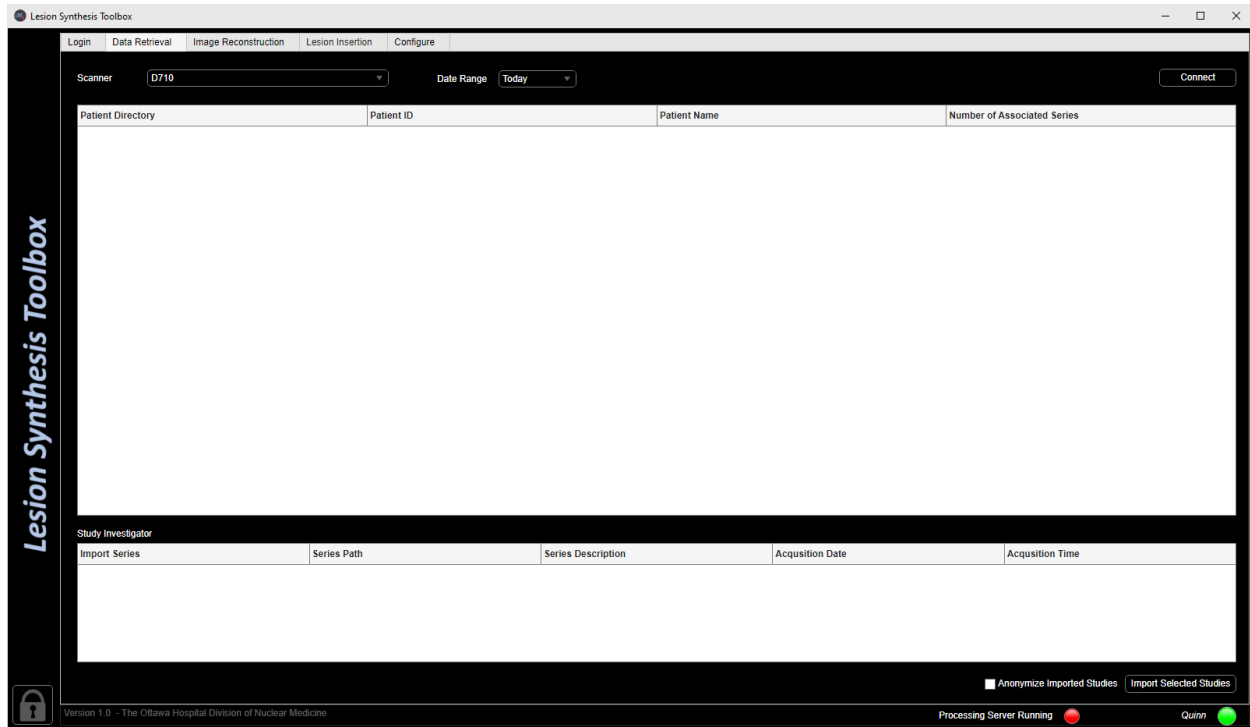 Lesion Synthesis Toolbox
Login Data Retrieval Image Reconstruction Lesion Insertion Configure
Scanner D710 Date Range Today Connect
Patient Directory Patient ID Patient Name Number of Associated Series
Lesion Synthesis Toolbox
Study Investigator
Import Series Series Path Series Description Acqusition Date Acqusition Time
Anonymize Imported Studies Import Selected Studies
Version 1.0 - The Ottawa Hospital Division of Nuclear Medicine Processing Server Running Quinn